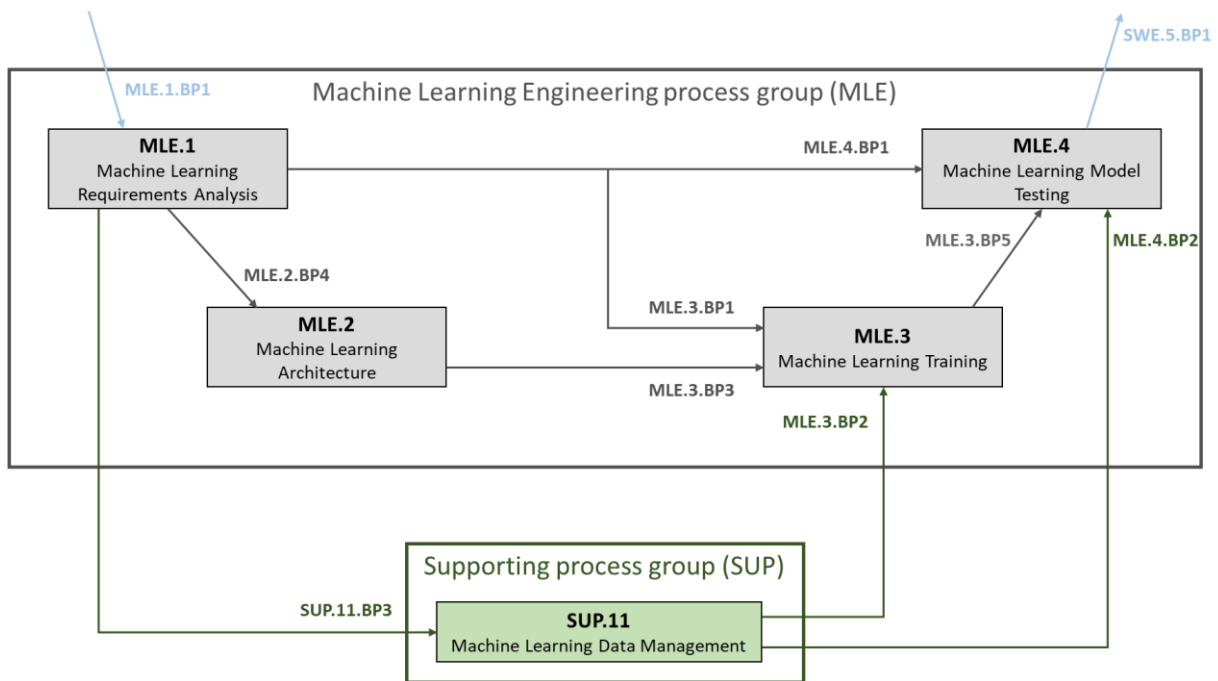 SWE.5.BP1
MLE.1.BP1
Machine Learning Engineering process group (MLE)
MLE.1
Machine Learning
Requirements Analysis
MLE.4.BP1
MLE.4
Machine Learning Model
Testing
MLE.2.BP4
MLE.3.BP5
MLE.4.BP2
MLE.2
Machine Learning
Architecture
MLE.3.BP1
MLE.3
Machine Learning Training
MLE.3.BP3
MLE.3.BP2
Supporting process group (SUP)
SUP.11.BP3
SUP.11
Machine Learning Data Management